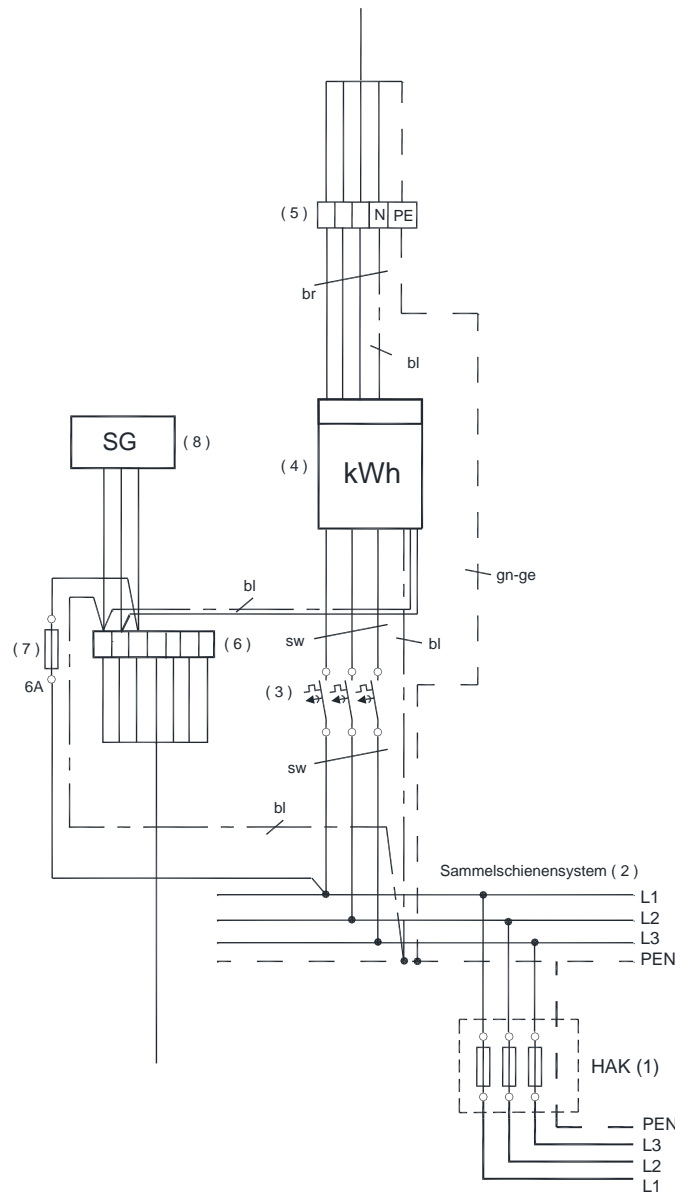 ( 5 )
N
PE
br
bl
SG
( 8 )
( 4 )
kWh
gn-ge
bl
sw
bl
( 7 )
( 6 )
6A
( 3 )
sw
bl
Sammelschienensystem ( 2 )
L1
L2
L3
PEN
HAK (1)
PEN
L3
L2
L1